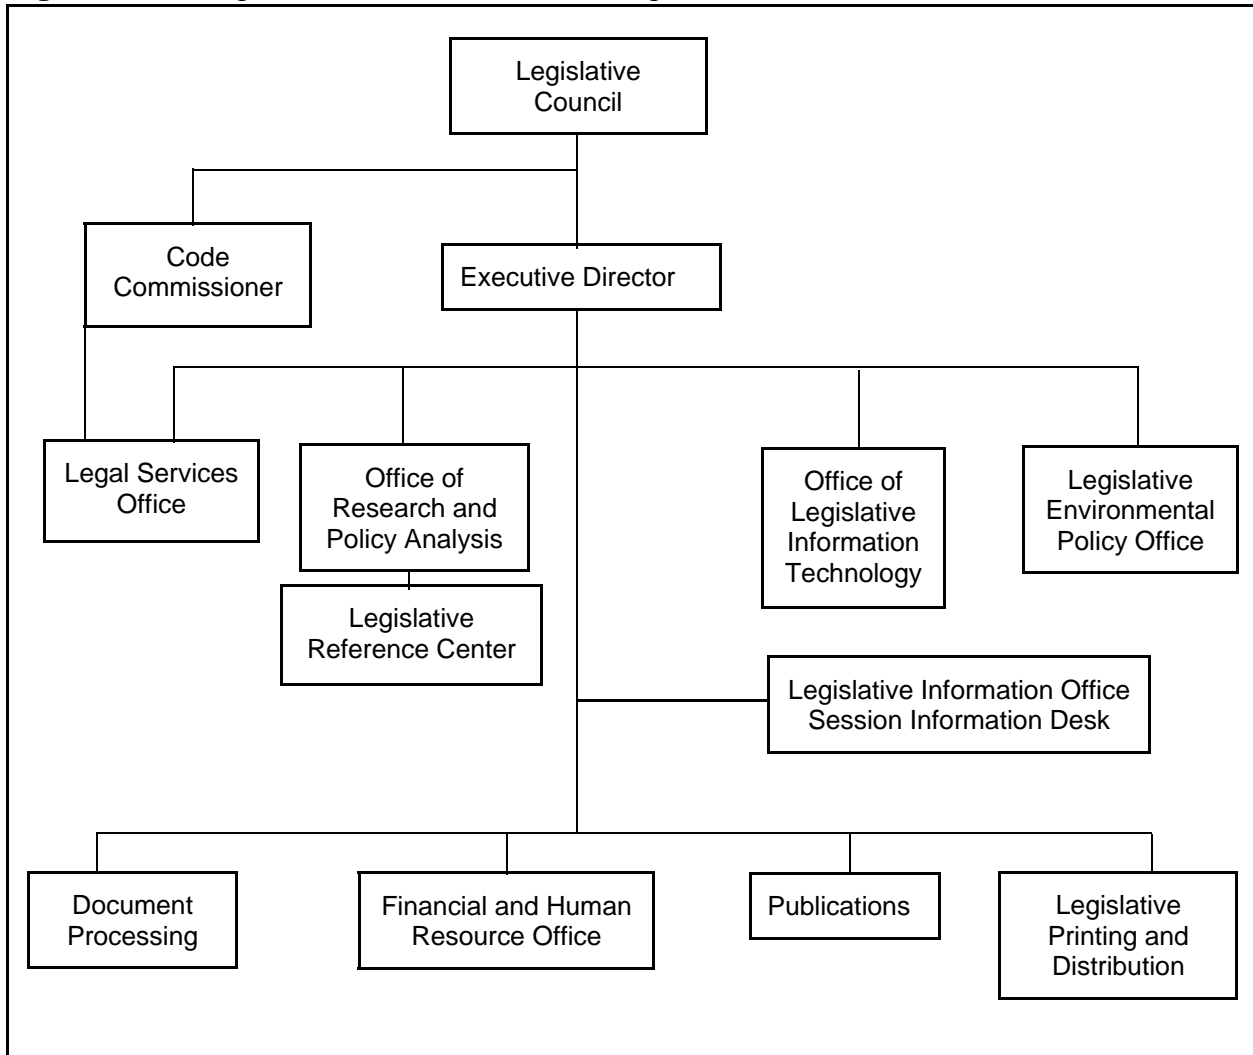 Legislative
Council
Code
Commissioner
Executive Director
Legal Services
Office
Office of
Research and
Policy Analysis
Office of
Legislative
Information
Technology
Legislative
Environmental
Policy Office
Legislative
Reference Center
Legislative Information Office
Session Information Desk
Document
Processing
Financial and Human
Resource Office
Publications
Legislative
Printing and
Distribution